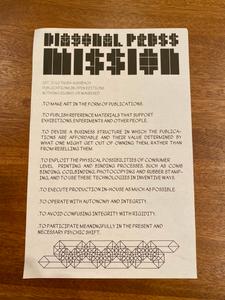 DIAGONAL PRESS
MISSION
.TO MAKE ART IN THE FORM OF PUBLICATIONS.
.TO PUBLISH REFERENCE MATERIALS THAT SUPPORT
EXHIBITIONS, EXPERIMENTS AND OTHER PEOPLE.
.TO DEVISE A BUSINESS STRUCTURE IN WHICH THE PUBLICA-
TIONS ARE AFFORDABLE AND THEIR VALUE DETERMINED BY
WHAT ONE MIGHT GET OUT OF OWNING THEM, RATHER THAN
FROM RESELLING THEM.
.TO EXPLOIT THE PHYSICAL POSSIBILITIES OF CONSUMER
LEVEL PRINTING AND BINDING PROCESSES, SUCH AS COMB
BINDING, COILBINDING, PHOTOCOPYING AND RUBBER STAMP-
ING, AND TO USE THESE TECHNOLOGIES IN INVENTIVE WAYS.
.TO EXECUTE PRODUCTION IN-HOUSE AS MUCH AS POSSIBLE.
.TO OPERATE WITH AUTONOMY AND INTEGRITY.
.TO AVOID CONFUSING INTEGRITY WITH RIGIDITY.
.TO PARTICIPATE MEANINGFULLY IN THE PRESENT AND
NECESSARY PSYCHIC SHIFT.